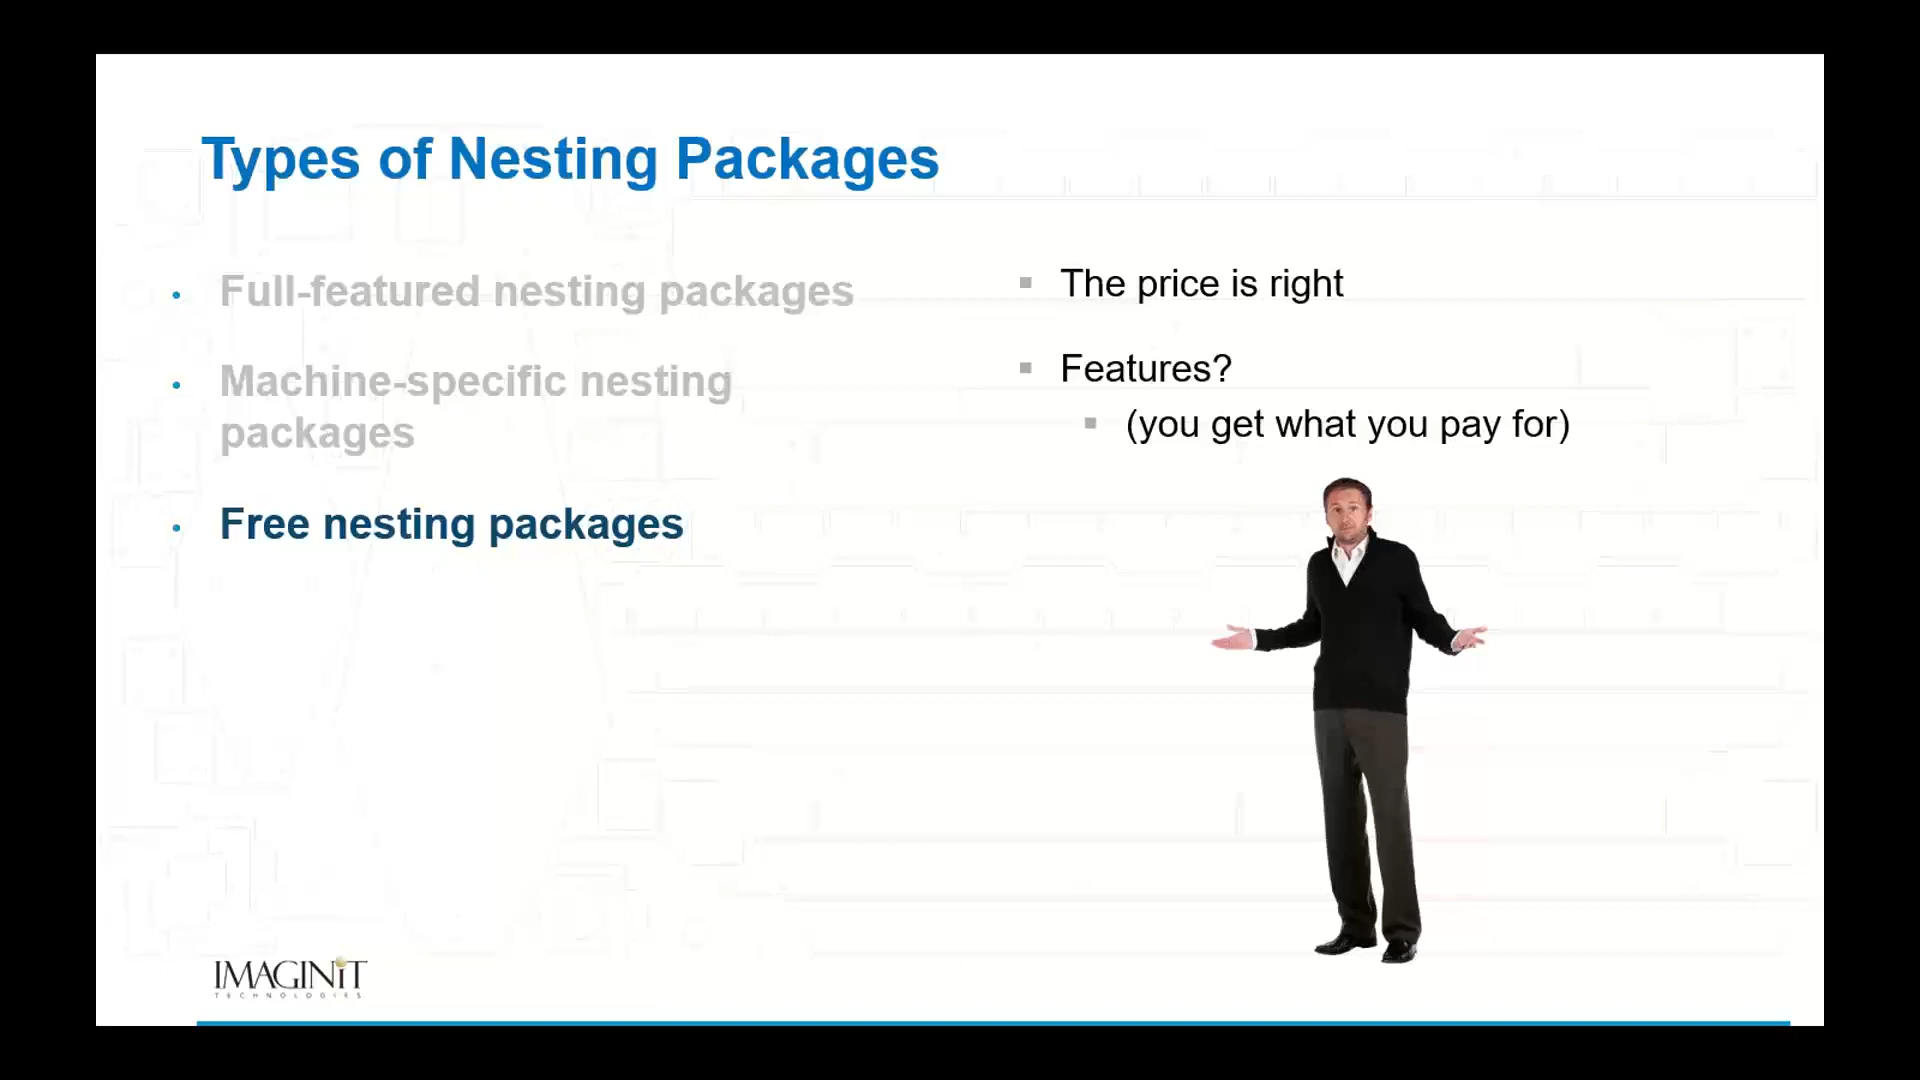 Types of Nesting Packages
Full-featured nesting packages
Machine-specific nesting
packages
Free nesting packages
The price is right
Features?
(you get what you pay for)
IMAGINiT
TECHNOLOGIES